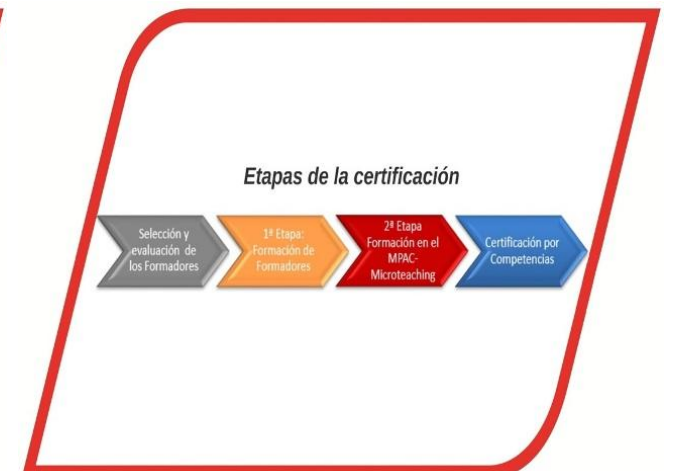 Etapas de la certificación
Selección y
evaluación de
los Formadores
1ª Etapa:
Formación de
Formadores
2ª Etapa
Formación en el
MPAC-
Microteaching
Certificación por
Competencias